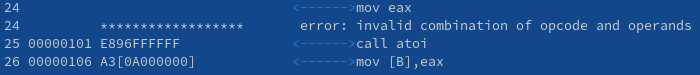 24 <------>mov eax
24 ****************** error: invalid combination of opcode and operands
25 00000101 E896FFFFFF <------>call atoi
26 00000106 A3[0A000000] <------>mov [B],eax